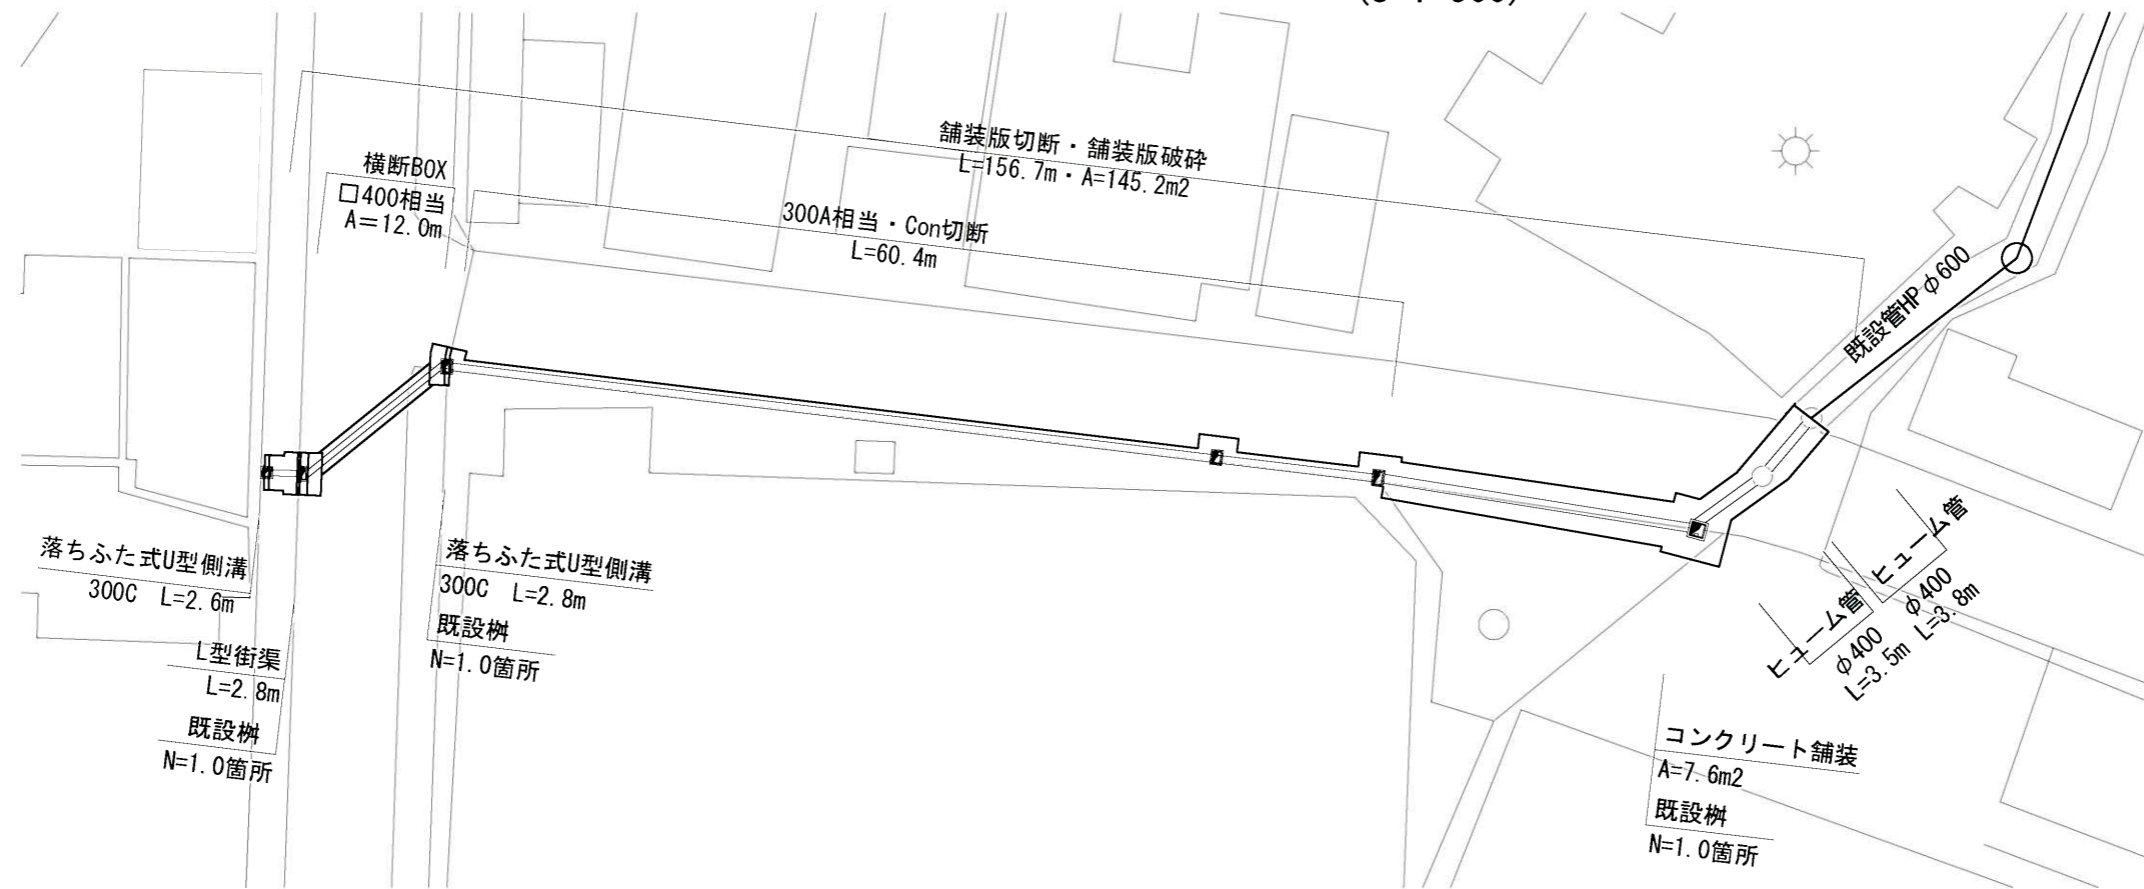 舗装版切断・舗装版破砕
L=156.7m・A=145.2m2
横断BOX
□400相当
A=12.0m
300A相当・Con切断
L=60.4m
既設管HPφ600
落ちふた式U型側溝
300C L=2.6m
L型街渠
L=2.8m
既設桝
N=1.0箇所
落ちふた式U型側溝
300C L=2.8m
既設桝
N=1.0箇所
ヒューム管
φ400
L=3.8m
ヒューム管
φ400
L=3.5m
コンクリート舗装
A=7.6m2
既設桝
N=1.0箇所